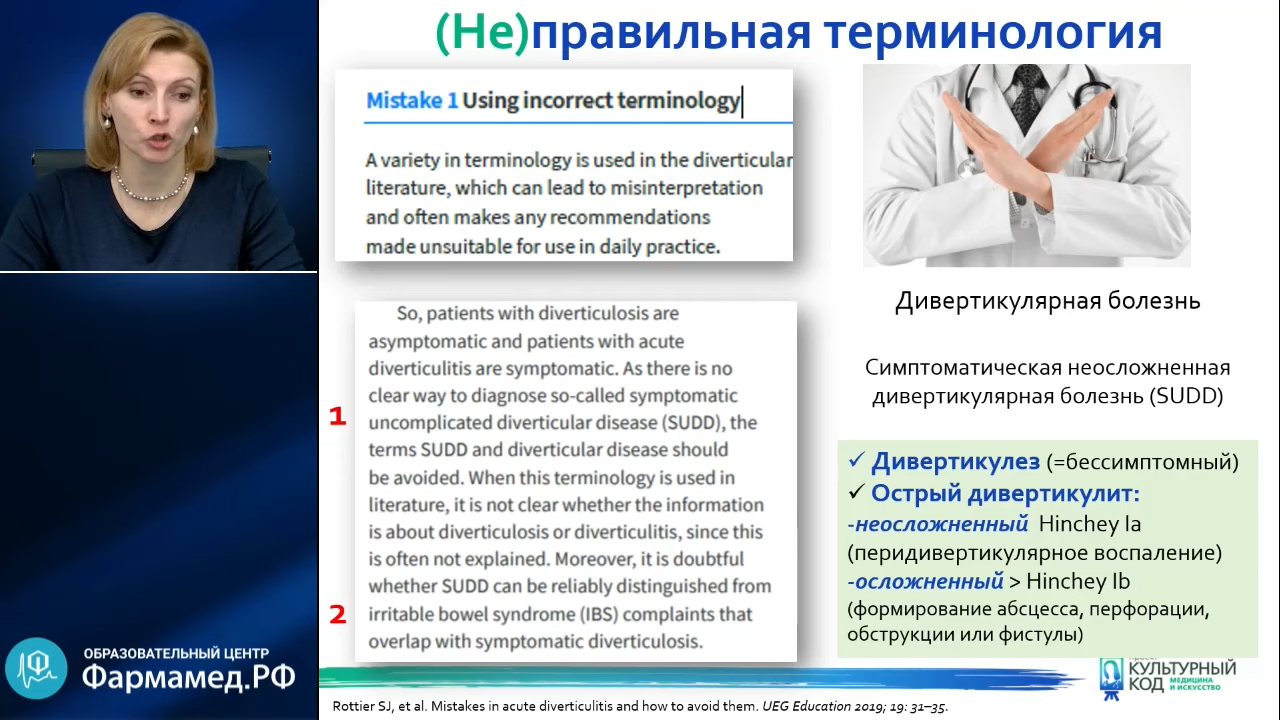 (Не)правильная терминология
Mistake 1 Using incorrect terminology
A variety in terminology is used in the diverticular
literature, which can lead to misinterpretation
and often makes any recommendations
made unsuitable for use in daily practice.
So, patients with diverticulosis are
asymptomatic and patients with acute
diverticulitis are symptomatic. As there is no
clear way to diagnose so-called symptomatic
1
uncomplicated diverticular disease (SUDD), the
terms SUDD and diverticular disease should
be avoided. When this terminology is used in
literature, it is not clear whether the information
is about diverticulosis or diverticulitis, since this
is often not explained. Moreover, it is doubtful
whether SUDD can be reliably distinguished from
2
irritable bowel syndrome (IBS) complaints that
overlap with symptomatic diverticulosis.
Дивертикулярная болезнь
Симптоматическая неосложненная
дивертикулярная болезнь (SUDD)
✓ Дивертикулез (=бессимптомный)
✓ Острый дивертикулит:
-неосложненный Hinchey Ia
(перидивертикулярное воспаление)
-осложненный > Hinchey Ib
(формирование абсцесса, перфорации,
обструкции или фистулы)
ОБРАЗОВАТЕЛЬНЫЙ ЦЕНТР
Фармамед.РФ
КУЛЬТУРНЫЙ
КОД
МЕДИЦИНА
И ИСКУССТВО
Rottier SJ, et al. Mistakes in acute diverticulitis and how to avoid them. UEG Education 2019; 19: 31–35.